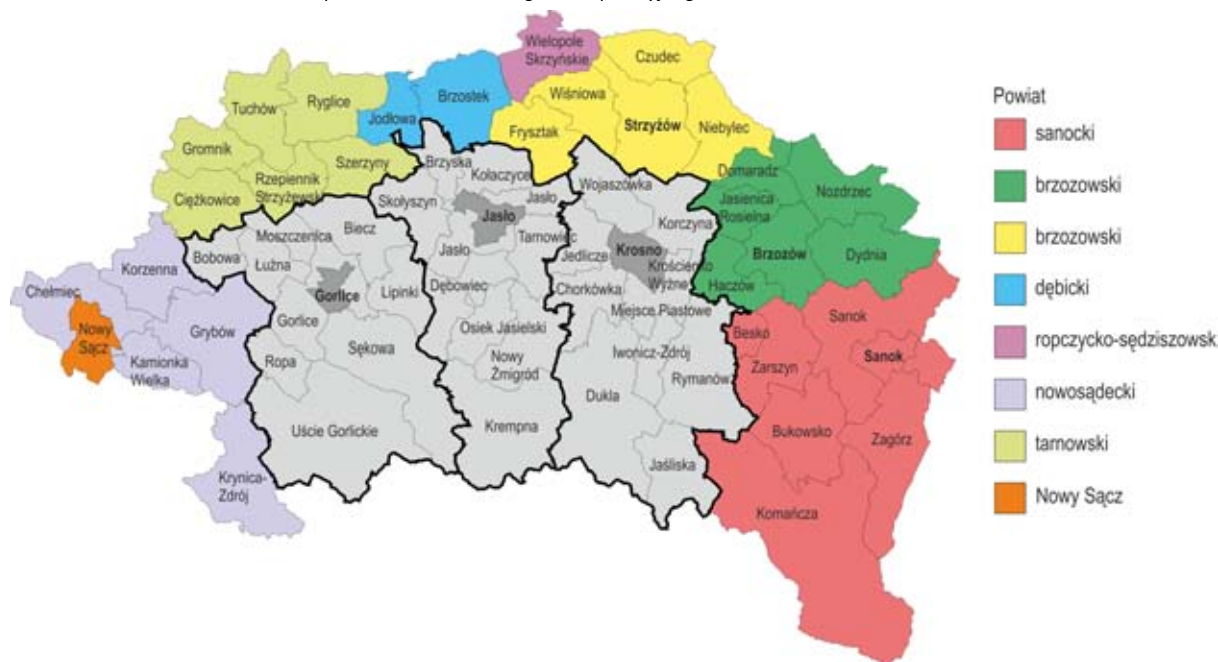 Wielopole
Skrzyńskie
Czudec
Brzostek
Wiśniowa
Ryglice
Tuchów
Jodłowa
Frysztak
Strzyżów
Niebylec
Gromnik
Szerzyny
Brzyska
Kołaczyce
Wojaszówka
Domaradz
Nozdrzec
Rzepiennik
Strzyżewski
Ciężkowice
Skołyszyn
Jasło
Jasło
Jasienica
Rosielna
Korczyna
Moszczenica
Biecz
Tarnowiec
Krosno
Brzozów
Dydnia
Bobowa
Łużna
Jasło
Jedlicze
Krościenko
Wyżne
Korzenna
Chełmiec
Gorlice
Lipinki
Dębowiec
Chorkówka
Haczów
Miejsce Piastowe
Nowy
Sącz
Grybów
Gorlice
Osiek Jasielski
Besko
Sanok
Kamionka
Wielka
Ropa
Sękowa
Nowy
Żmigród
Iwonicz-Zdrój
Zarszyn
Sanok
Rymanów
Dukla
Uście Gorlickie
Krempna
Bukowsko
Zagórz
Jaśliska
Krynica-
Zdrój
Komańcza
Powiat
sanocki
brzozowski
brzozowski
dębicki
ropczycko-sędziszowsk.
nowosądecki
tarnowski
Nowy Sącz